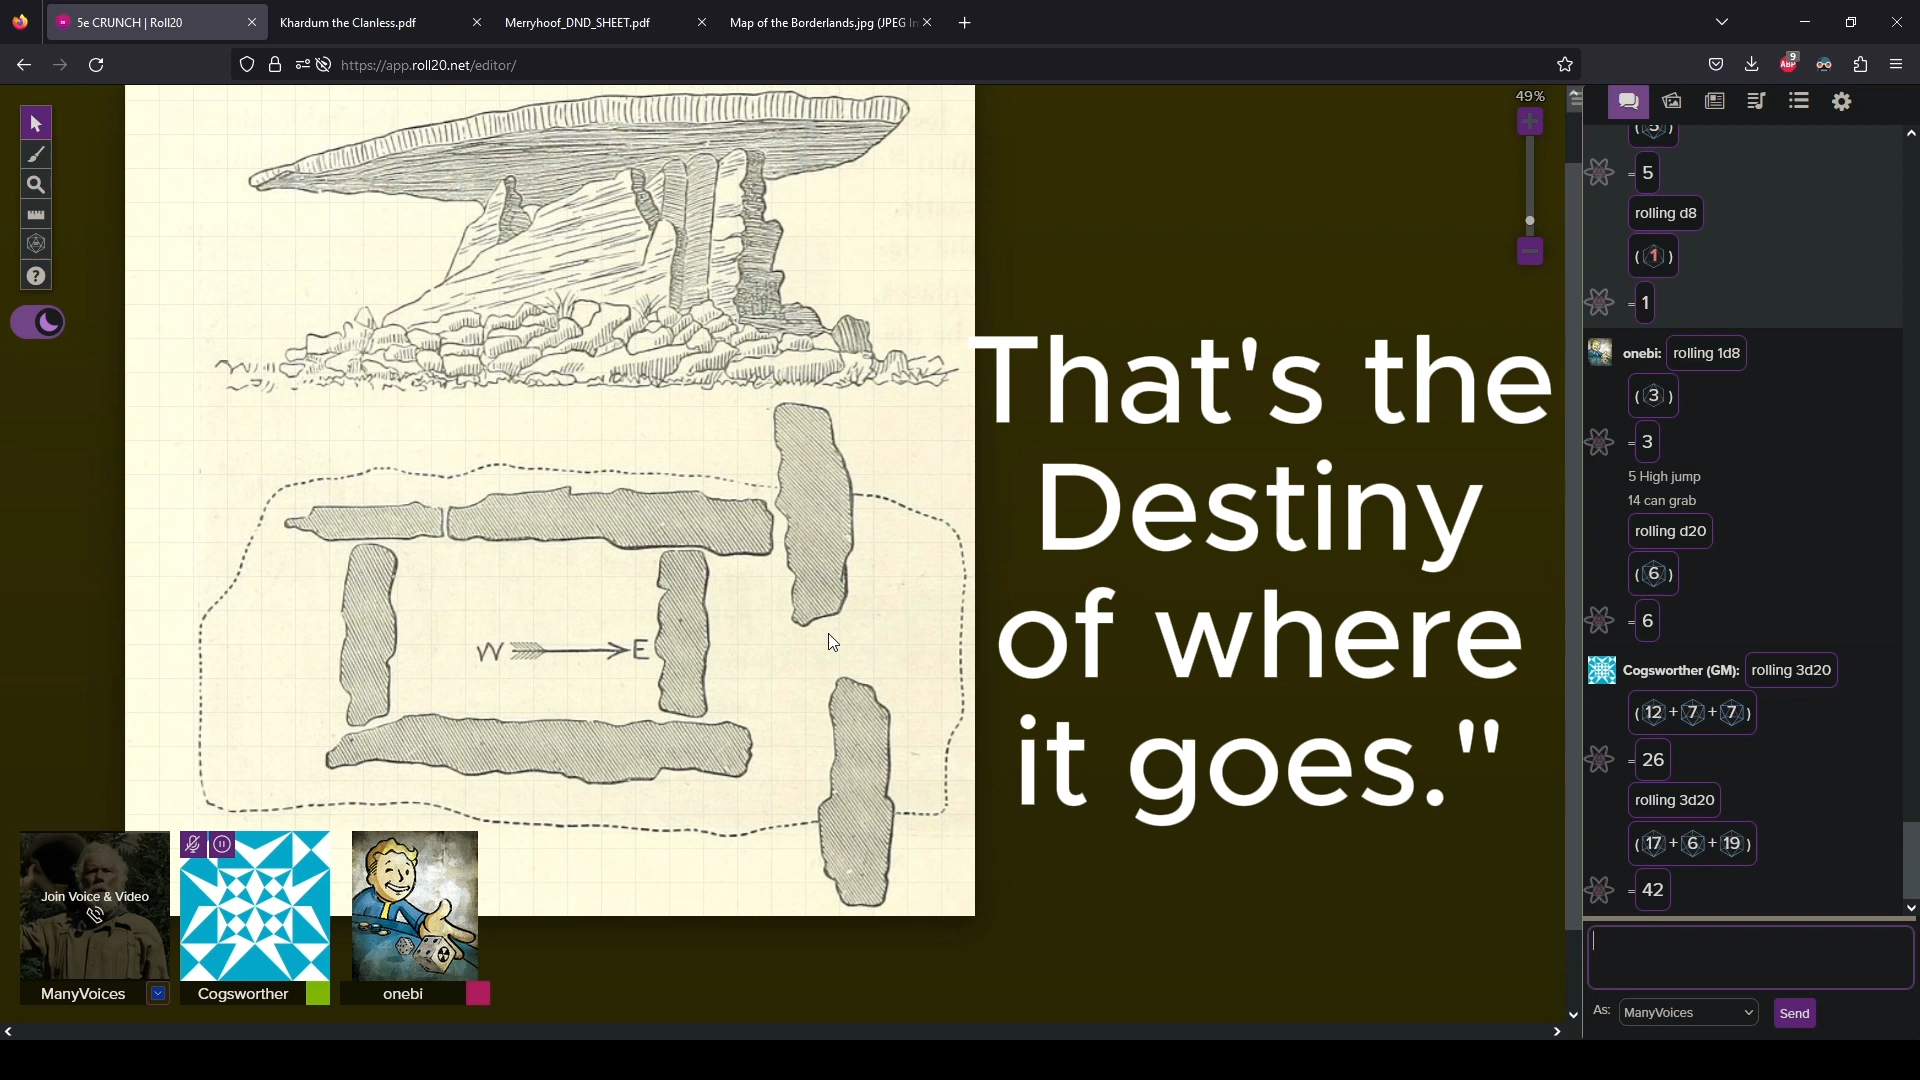 5e CRUNCH | Roll20
Khardum the Clanless.pdf
Merryhoof_DND_SHEET.pdf
Map of the Borderlands.jpg (JPEG
https://app.roll20.net/editor/
9
ABP
49%
5
= 5
rolling d8
( 1 )
= 1
onebi: rolling 1d8
( 3 )
= 3
5 High jump
14 can grab
rolling d20
( 6 )
= 6
Cogsworther (GM): rolling 3d20
( 12 + 7 + 7 )
= 26
rolling 3d20
( 17 + 6 + 19 )
= 42
That's the
Destiny
of where
it goes."
W E
Join Voice & Video
ManyVoices
Cogsworther
onebi
As: ManyVoices
Send